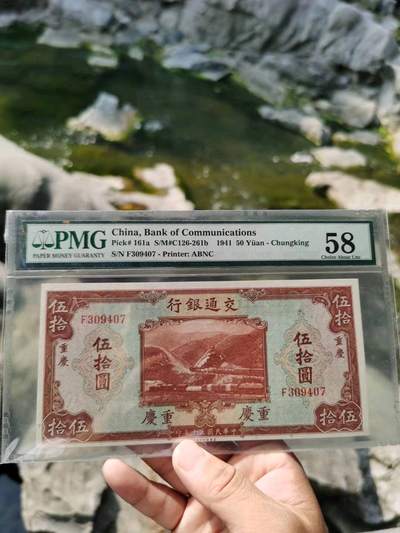 PMG
PAPER MONEY GUARANTY
China, Bank of Communications
Pick# 161a S/M#C126-261b 1941 50 Yüan - Chungking
S/N F309407 - Printer: ABNC
58
Choice About Unc
行銀通交
伍拾
伍拾
F309407
重慶
重慶
伍拾圓
伍拾圓
F309407
慶重
慶重
伍拾
伍拾